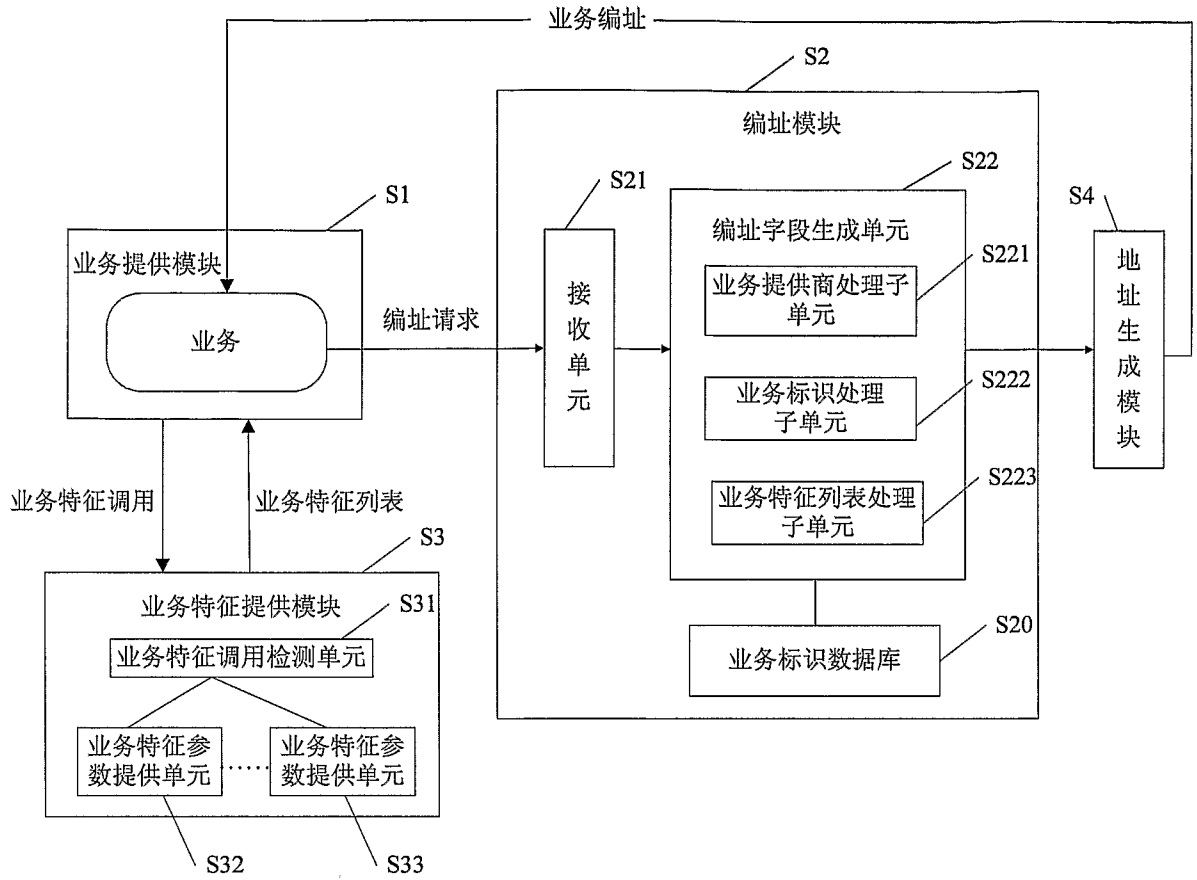 业务编址
S2
编址模块
S22
S21
S1
S4
编址字段生成单元
S221
业务提供模块
业务提供商处理子
单元
地址生成模块
接收单元
编址请求
业务
S222
业务标识处理
子单元
S223
业务特征列表处理
子单元
业务特征调用
业务特征列表
S3
业务特征提供模块
S31
S20
业务特征调用检测单元
业务标识数据库
业务特征参
数提供单元
......
业务特征参
数提供单元
S32
S33